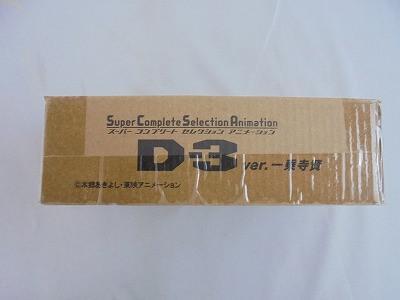 Super Complete Selection Animation
スーパー コンプリート セレクション アニメーション
D-3 ver.一乗寺賢
©本郷あきよし・東映アニメーション